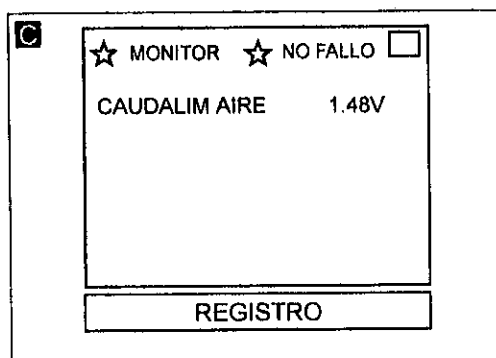 C
☆ MONITOR ☆ NO FALLO
CAUDALIM AIRE 1.48V
REGISTRO